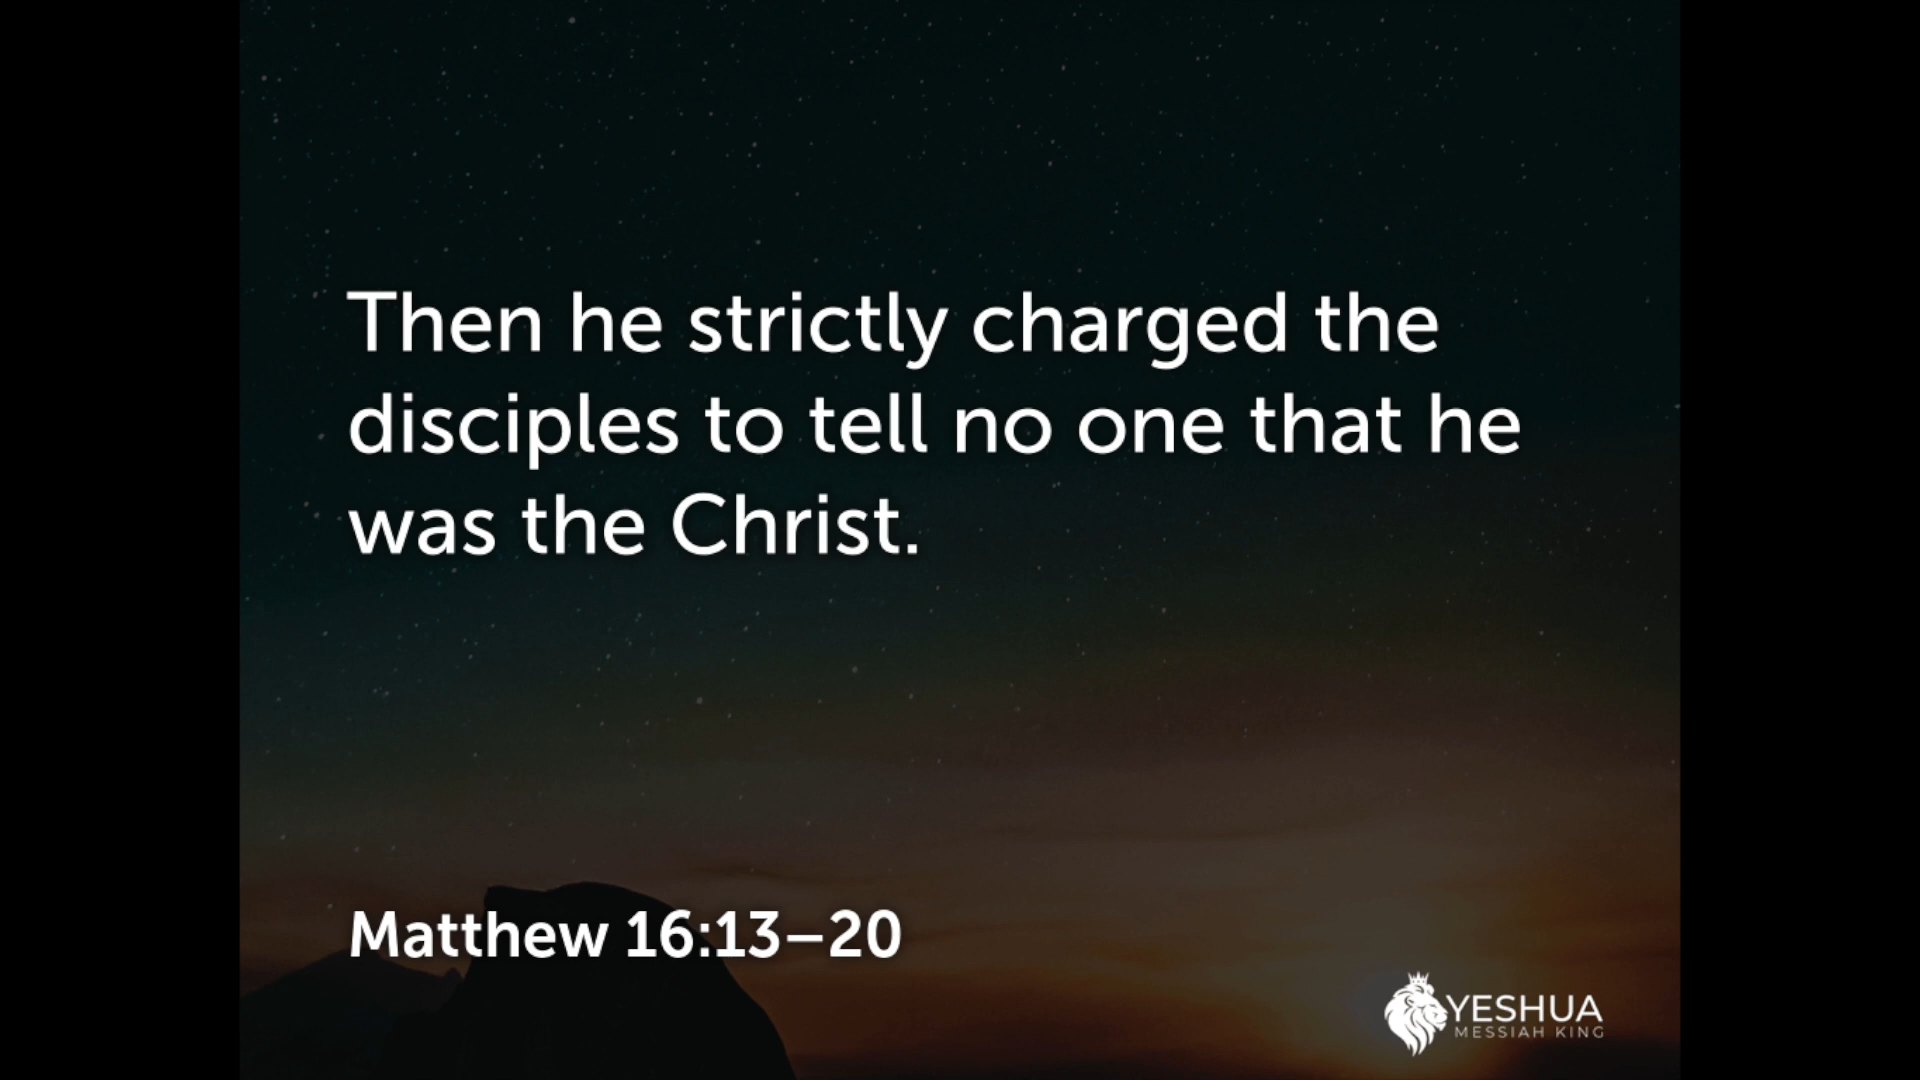 Then he strictly charged the
disciples to tell no one that he
was the Christ.
Matthew 16:13–20
YESHUA
MESSIAH KING